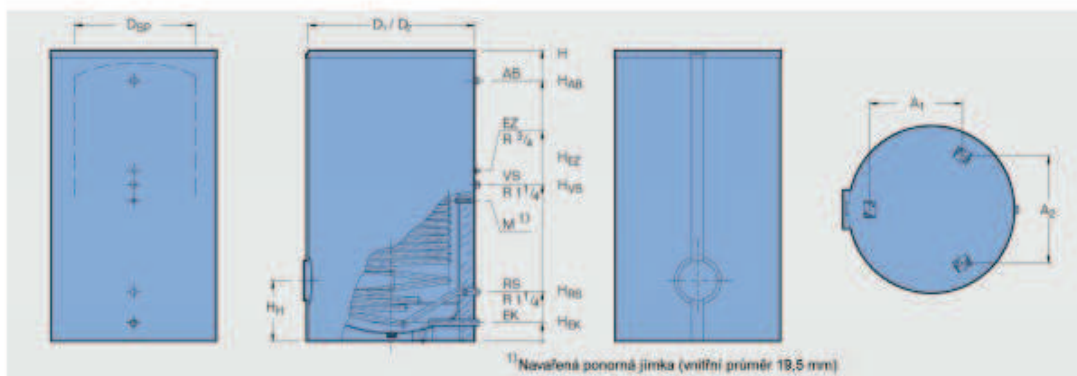 DSP
D1 / D2
H
AB
HAB
EZ
R 3/4
HEZ
VS
HVS
R 1 1/4
M 1)
RS
HRS
R 1 1/4
EK
HEK
HH
A1
A2
1) Navařená ponorná jímka (vnitřní průměr 19,5 mm)